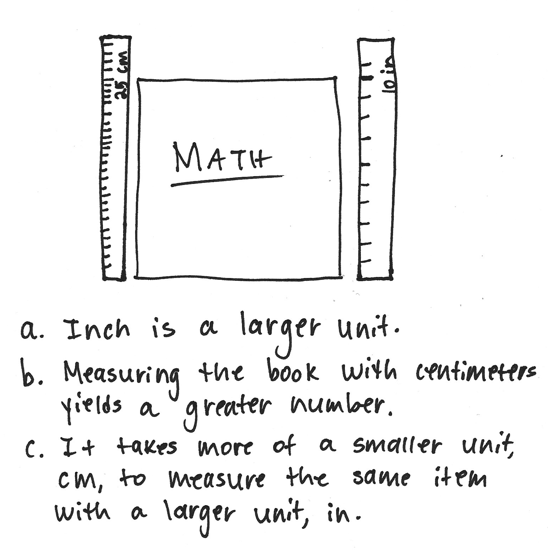 25 cm
MATH
10 in
a. Inch is a larger unit.
b. Measuring the book with centimeters
yields a greater number.
c. It takes more of a smaller unit,
cm, to measure the same item
with a larger unit, in.